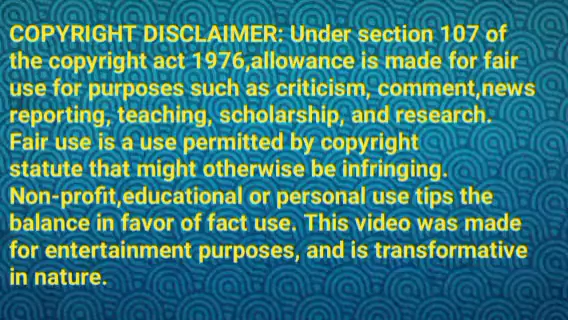 COPYRIGHT DISCLAIMER: Under section 107 of
the copyright act 1976,allowance is made for fair
use for purposes such as criticism, comment,news
reporting, teaching, scholarship, and research.
Fair use is a use permitted by copyright
statute that might otherwise be infringing.
Non-profit,educational or personal use tips the
balance in favor of fact use. This video was made
for entertainment purposes, and is transformative
in nature.